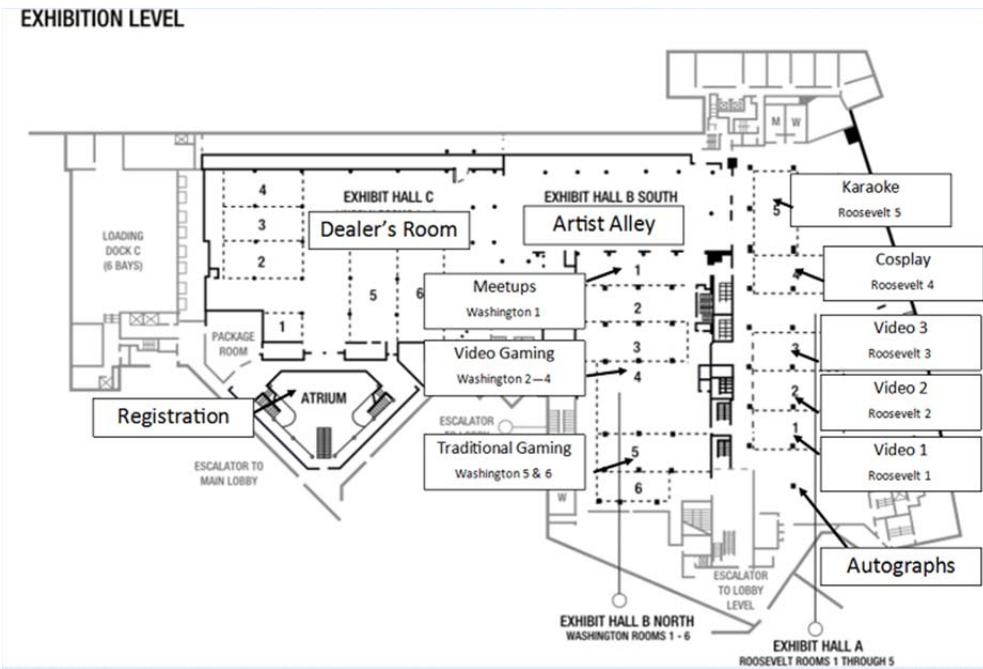 EXHIBITION LEVEL
M W
4
EXHIBIT HALL C
EXHIBIT HALL B SOUTH
Karaoke
Roosevelt 5
5
3
Dealer's Room
Artist Alley
LOADING
DOCK C
(6 BAYS)
2
1
Meetups
Washington 1
Cosplay
Roosevelt 4
5
6
2
1
PACKAGE
ROOM
Video Gaming
Washington 2—4
3
4
3
Video 3
Roosevelt 3
ATRIUM
Registration
2
Video 2
Roosevelt 2
ESCALATOR
1
Traditional Gaming
Washington 5 & 6
5
Video 1
Roosevelt 1
ESCALATOR TO
MAIN LOBBY
6
W
Autographs
ESCALATOR
TO LOBBY
LEVEL
EXHIBIT HALL B NORTH
WASHINGTON ROOMS 1 - 6
EXHIBIT HALL A
ROOSEVELT ROOMS 1 THROUGH 5